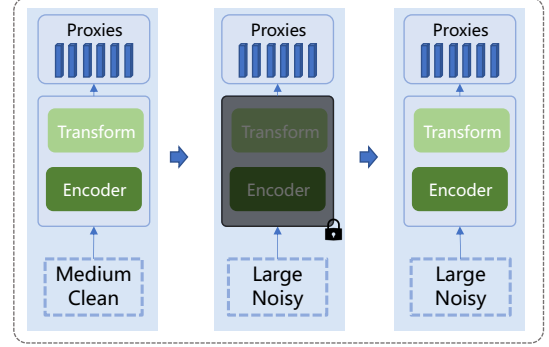 Proxies
Transform
Encoder
Medium
Clean
Proxies
Transform
Encoder
Large
Noisy
Proxies
Transform
Encoder
Large
Noisy